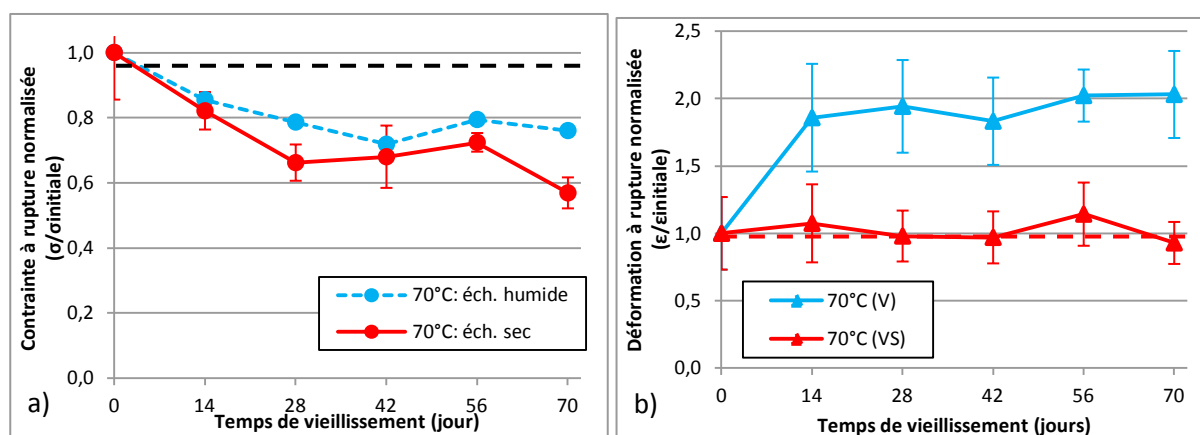 Contrainte à rupture normalisée
(σ/σinitiale)
1,0
0,8
0,6
0,4
0,2
0,0
0
14
28
42
56
70
Temps de vieillissement (jour)
70°C: éch. humide
70°C: éch. sec
a)
Déformation à rupture normalisée
(ε/εinitiale)
2,5
2,0
1,5
1,0
0,5
0,0
0
14
28
42
56
70
Temps de vieillissement (jours)
70°C (V)
70°C (VS)
b)